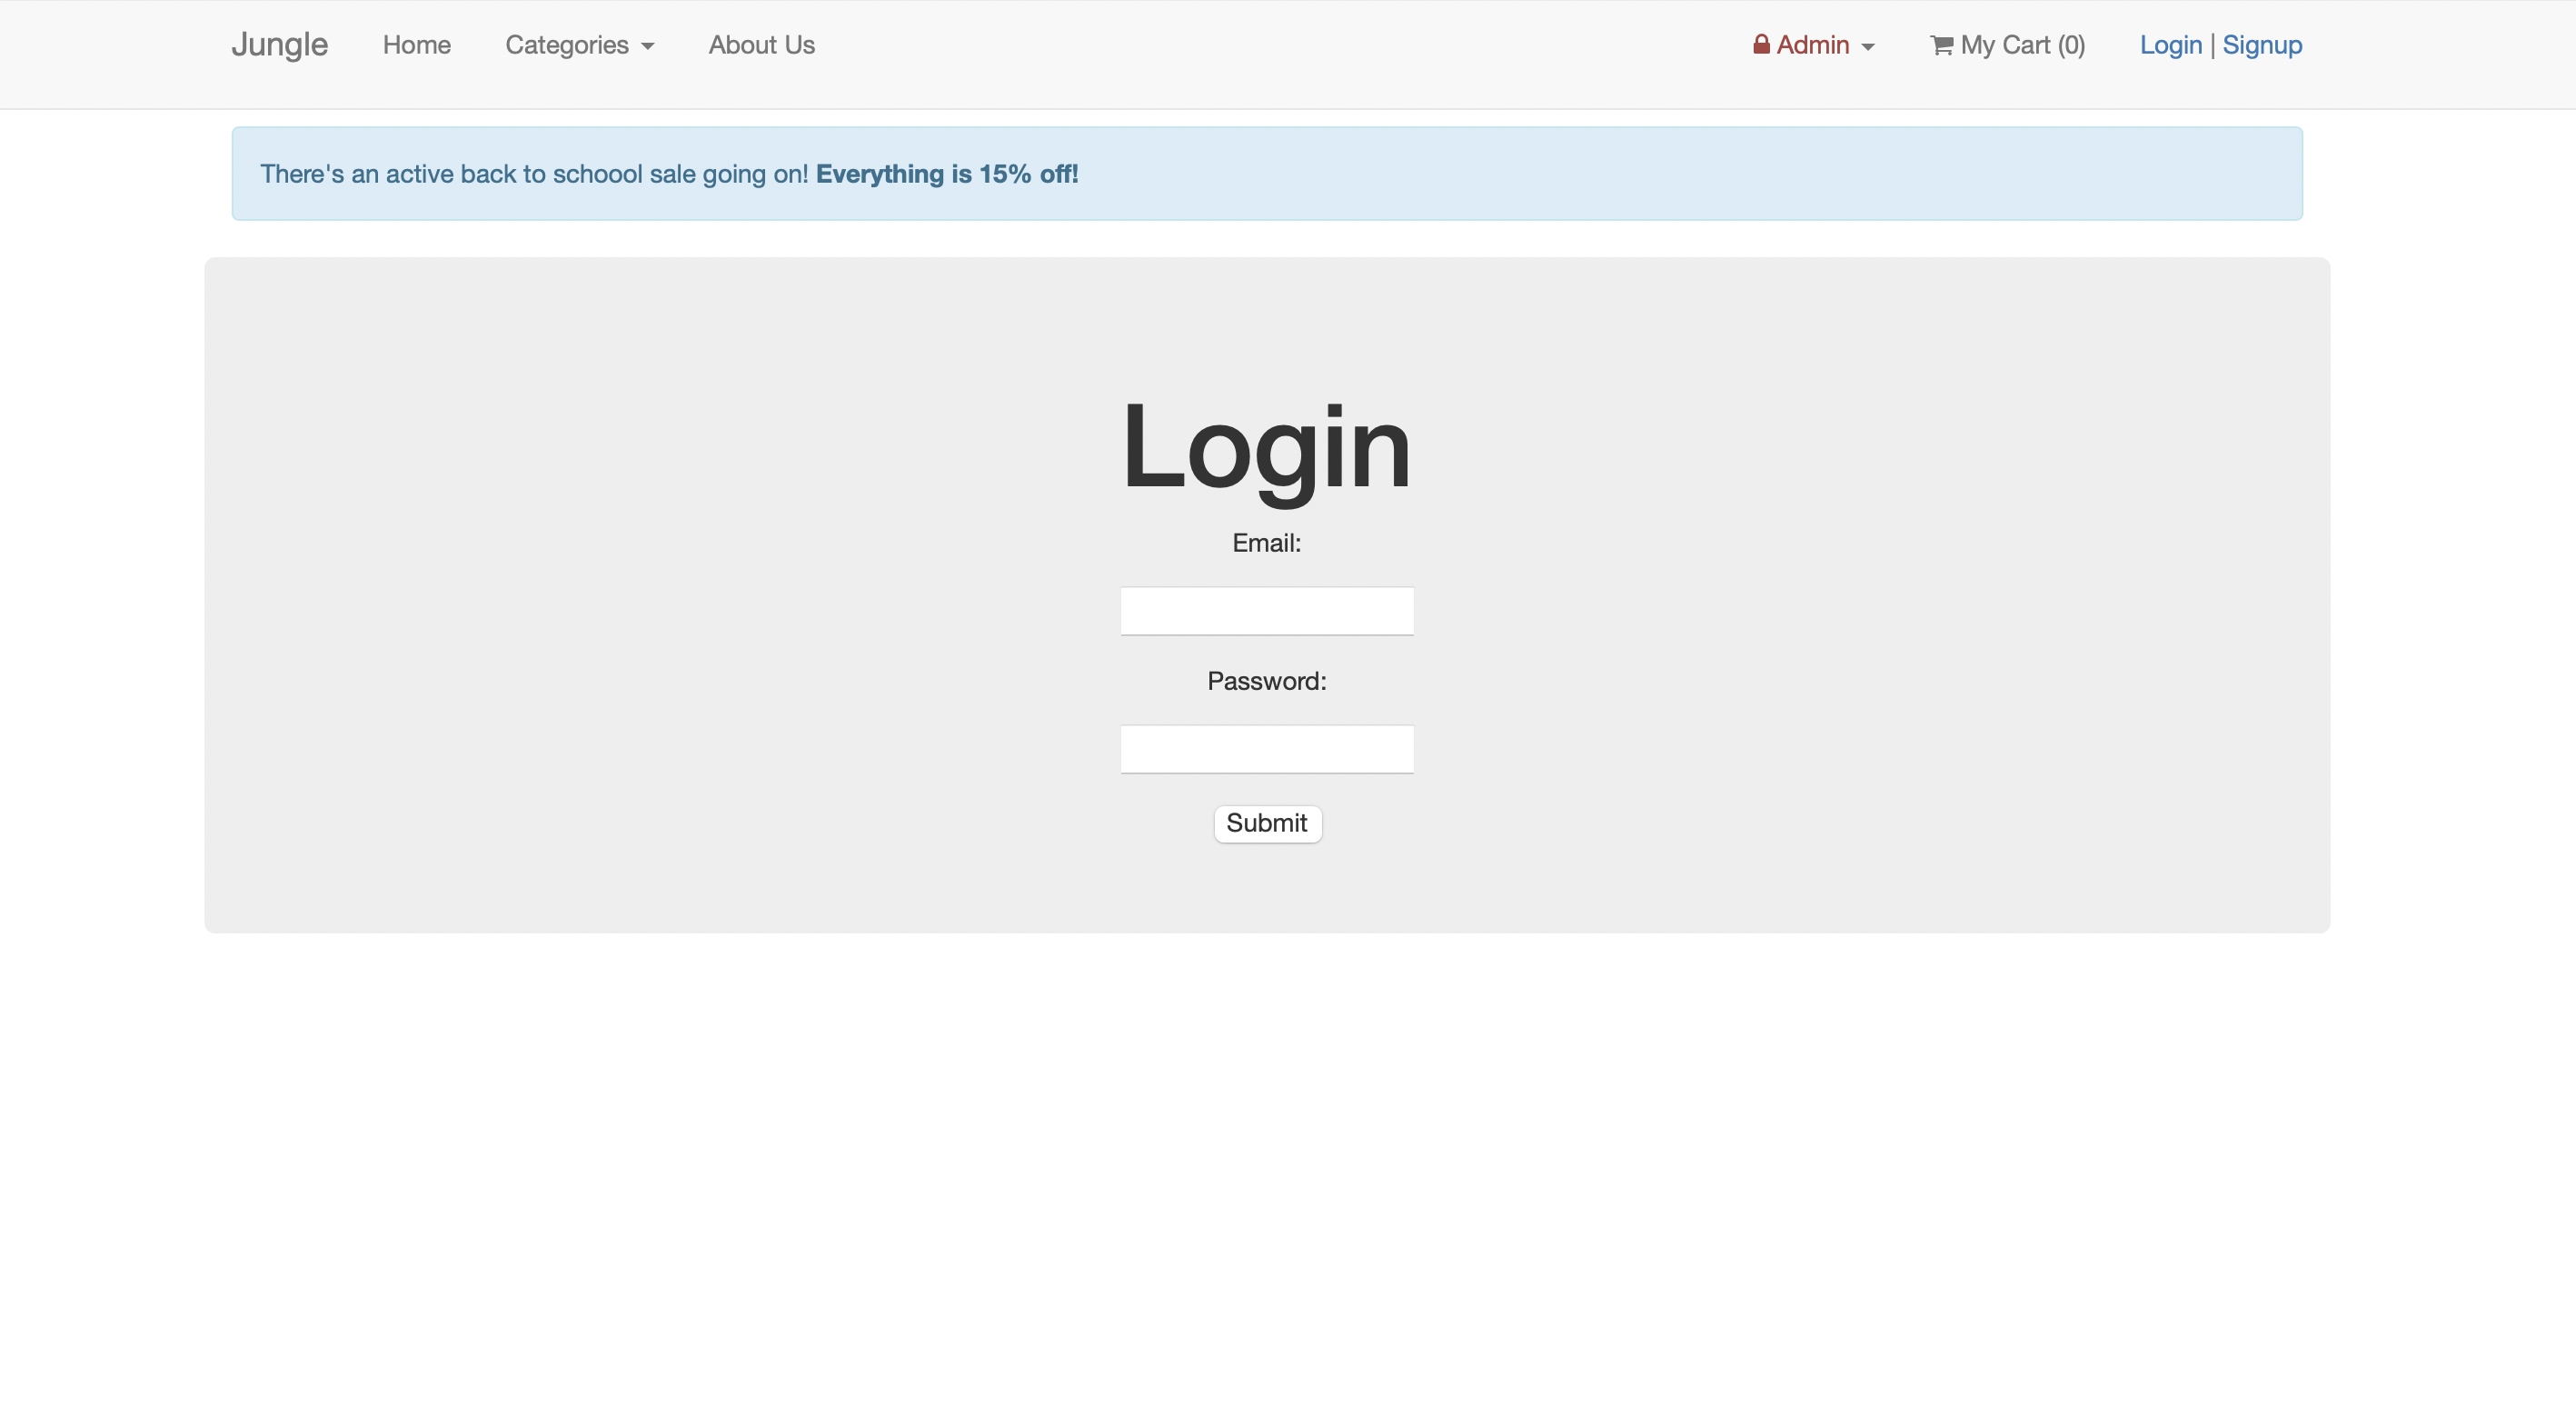 Jungle Home Categories About Us Admin My Cart (0) Login | Signup
There's an active back to schoool sale going on! Everything is 15% off!
Login
Email:
Password:
Submit